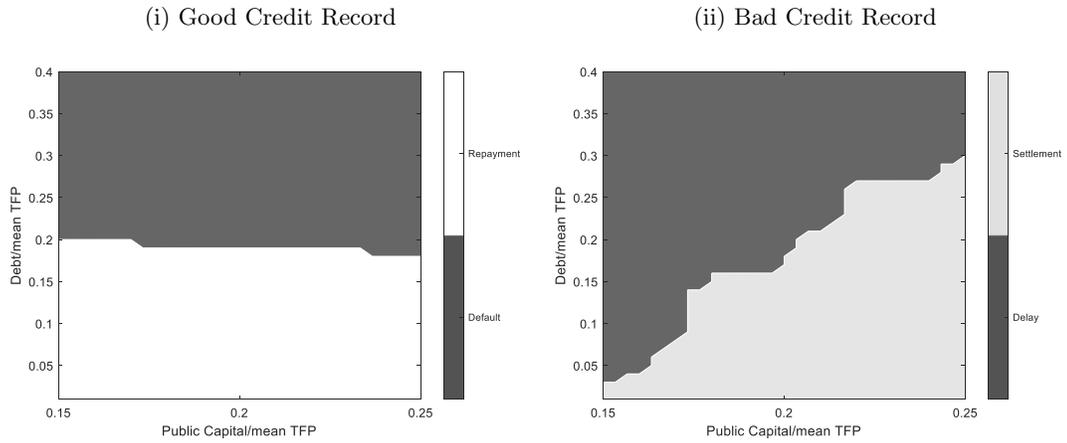 (i) Good Credit Record
0.4
0.35
0.3
0.25
0.2
0.15
0.1
0.05
Debt/mean TFP
0.15
0.2
0.25
Public Capital/mean TFP
Repayment
Default
(ii) Bad Credit Record
0.4
0.35
0.3
0.25
0.2
0.15
0.1
0.05
Debt/mean TFP
0.15
0.2
0.25
Public Capital/mean TFP
Settlement
Delay